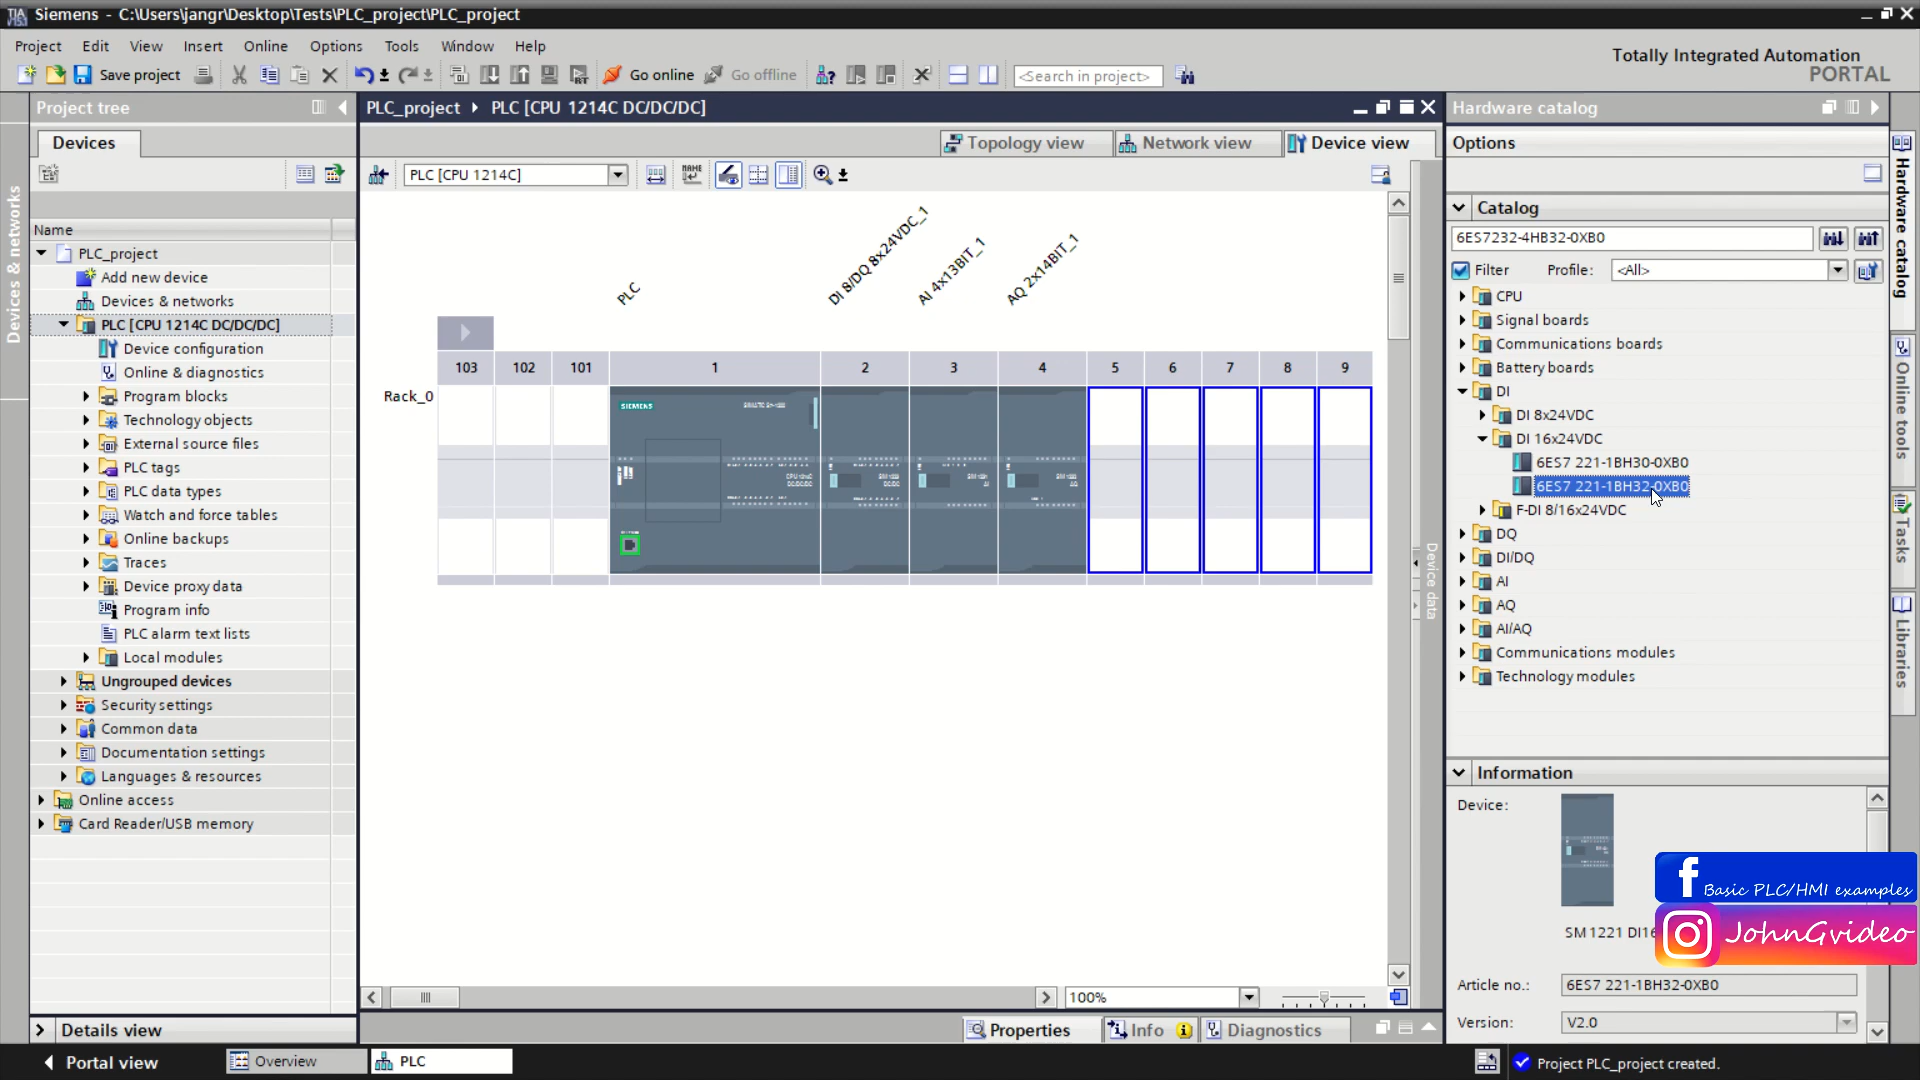 Siemens - C:\Users\jangr\Desktop\Tests\PLC_project\PLC_project
Project Edit View Insert Online Options Tools Window Help
Totally Integrated Automation
PORTAL
Save project Go online Go offline <Search in project>
Project tree
PLC_project PLC [CPU 1214C DC/DC/DC]
Hardware catalog
Devices
Topology view Network view Device view
Options
PLC [CPU 1214C]
Catalog
6ES7232-4HB32-0XB0
Filter Profile: <All>
Name
PLC_project
Add new device
Devices & networks
PLC [CPU 1214C DC/DC/DC]
Device configuration
Online & diagnostics
Program blocks
Technology objects
External source files
PLC tags
PLC data types
Watch and force tables
Online backups
Traces
Device proxy data
Program info
PLC alarm text lists
Local modules
Ungrouped devices
Security settings
Common data
Documentation settings
Languages & resources
Online access
Card Reader/USB memory
Details view
Devices & networks
PLC
DI 8/DQ 8x24VDC_1
AI 4x13BIT_1
AQ 2x14BIT_1
103 102 101 1 2 3 4 5 6 7 8 9
Rack_0
SIEMENS
Device data
100%
Properties Info Diagnostics
CPU
Signal boards
Communications boards
Battery boards
DI
DI 8x24VDC
DI 16x24VDC
6ES7 221-1BH30-0XB0
6ES7 221-1BH32-0XB0
F-DI 8/16x24VDC
DQ
DI/DQ
AI
AQ
AI/AQ
Communications modules
Technology modules
Information
Device:
SM 1221 DI16
Article no.: 6ES7 221-1BH32-0XB0
Version: V2.0
Hardware catalog
Online tools
Tasks
Libraries
f Basic PLC/HMI examples
JohnGvideo
Portal view Overview PLC
Project PLC_project created.